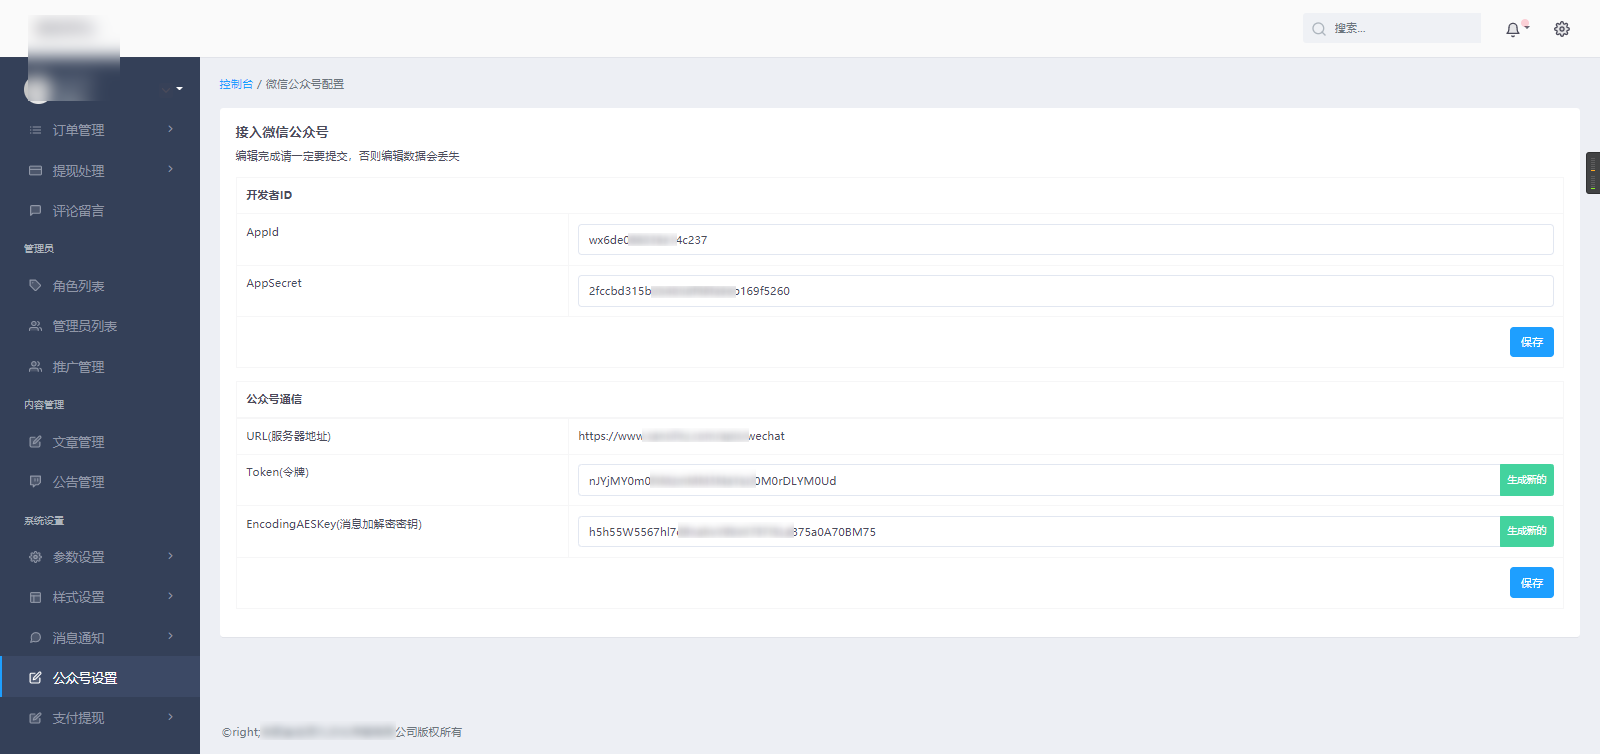 搜索...
订单管理
提现处理
评论留言
管理员
角色列表
管理员列表
推广管理
内容管理
文章管理
公告管理
系统设置
参数设置
样式设置
消息通知
公众号设置
支付提现
控制台 / 微信公众号配置
接入微信公众号
编辑完成请一定要提交，否则编辑数据会丢失
开发者ID
AppId
wx6de0 4c237
AppSecret
2fccbd315b b169f5260
保存
公众号通信
URL(服务器地址)
https://www wechat
Token(令牌)
nJYjMY0m0 0M0rDLYM0Ud
生成新的
EncodingAESKey(消息加解密密钥)
h5h55W5567hl7 375a0A70BM75
生成新的
保存
©right; 公司版权所有